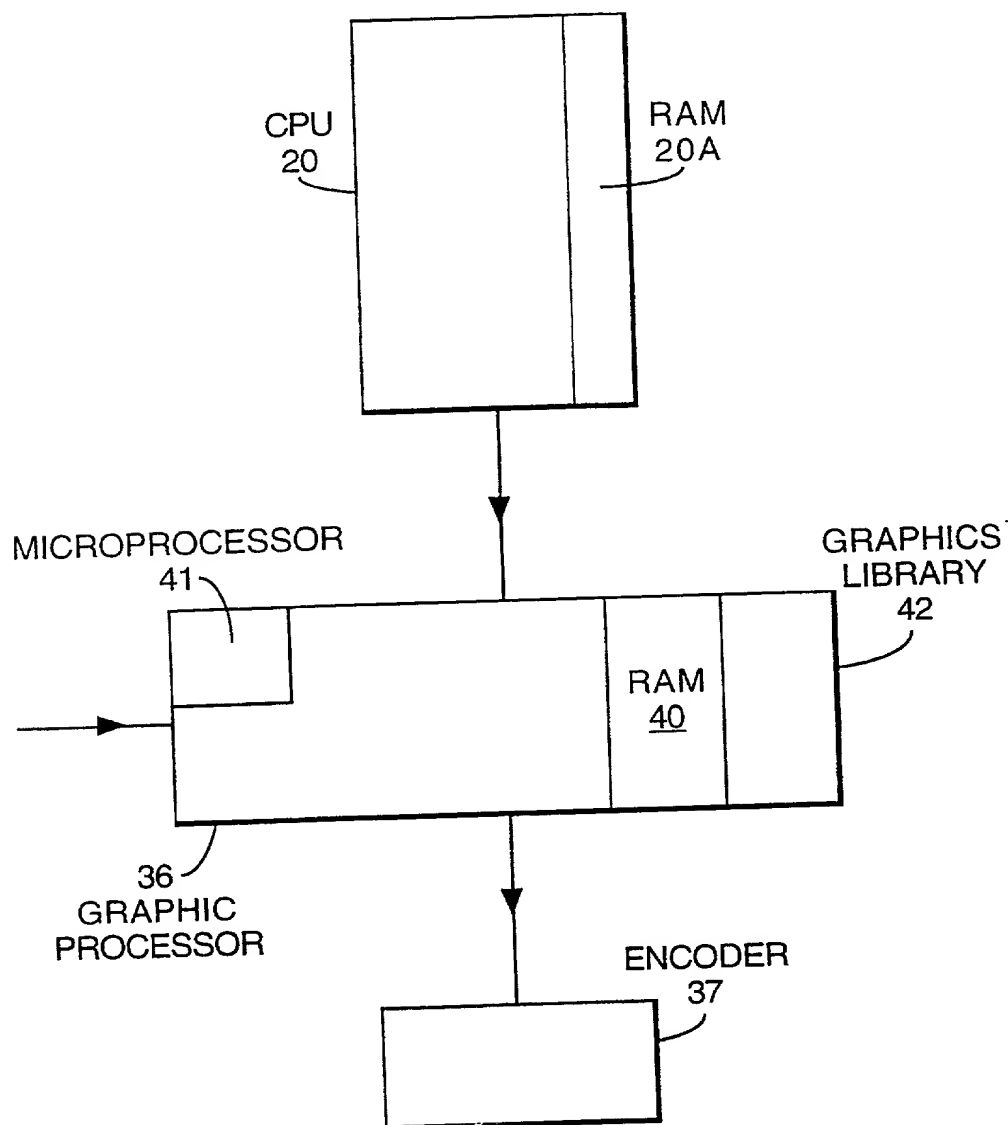 CPU
20
RAM
20A
MICROPROCESSOR
41
GRAPHICS
LIBRARY
42
RAM
40
36
GRAPHIC
PROCESSOR
ENCODER
37